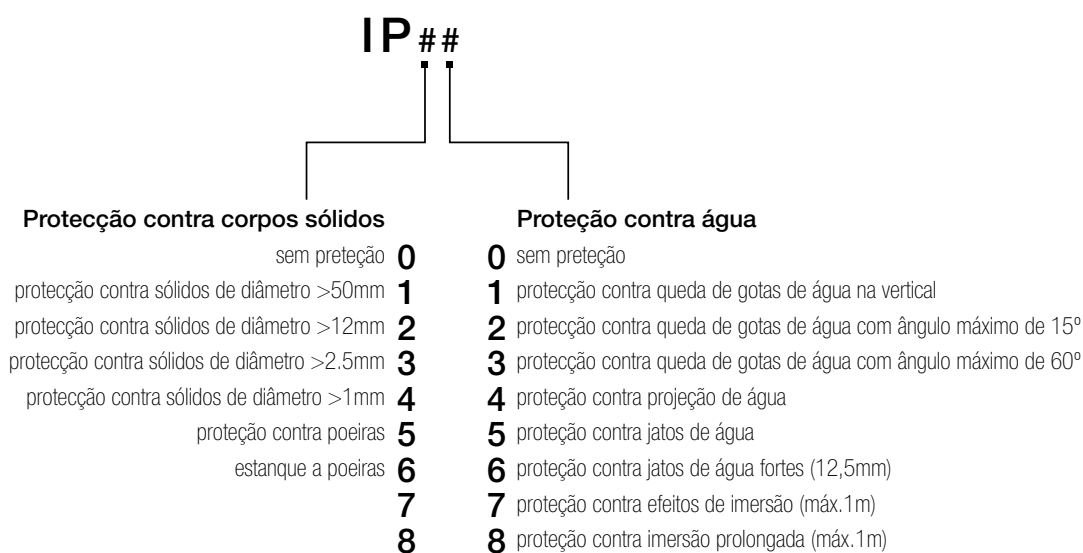 IP##
Protecção contra corpos sólidos
sem preteção 0
protecção contra sólidos de diâmetro >50mm 1
protecção contra sólidos de diâmetro >12mm 2
protecção contra sólidos de diâmetro >2.5mm 3
protecção contra sólidos de diâmetro >1mm 4
proteção contra poeiras 5
estanque a poeiras 6
7
8
Proteção contra água
0 sem preteção
1 protecção contra queda de gotas de água na vertical
2 protecção contra queda de gotas de água com ângulo máximo de 15º
3 protecção contra queda de gotas de água com ângulo máximo de 60º
4 proteção contra projeção de água
5 proteção contra jatos de água
6 proteção contra jatos de água fortes (12,5mm)
7 proteção contra efeitos de imersão (máx.1m)
8 proteção contra imersão prolongada (máx.1m)